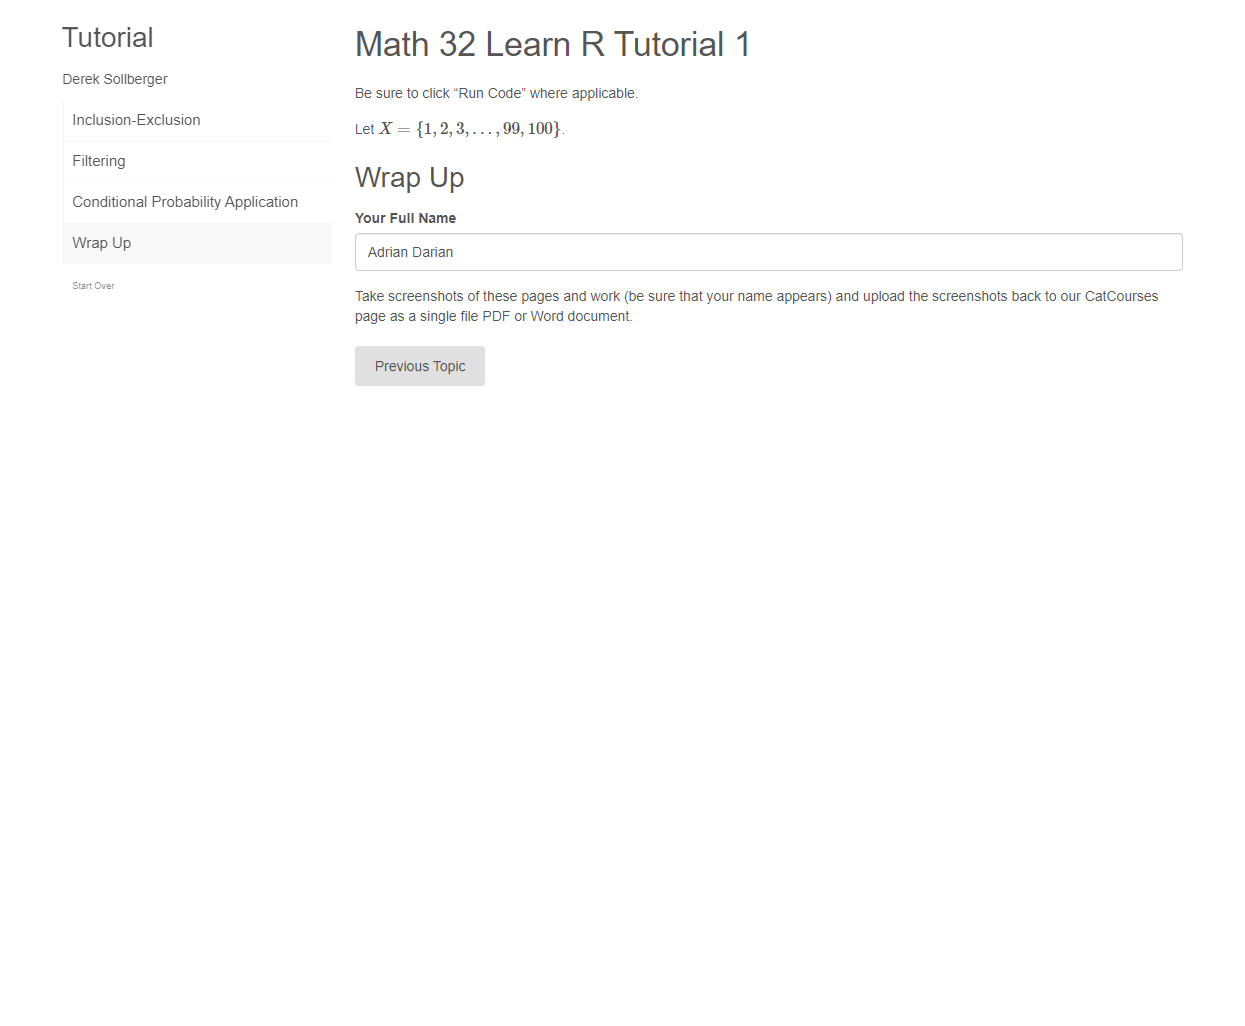 Tutorial
Derek Sollberger
Inclusion-Exclusion
Filtering
Conditional Probability Application
Wrap Up
Start Over
Math 32 Learn R Tutorial 1
Be sure to click “Run Code” where applicable.
Let X = {1, 2, 3, . . . , 99, 100}.
Wrap Up
Your Full Name
Adrian Darian
Take screenshots of these pages and work (be sure that your name appears) and upload the screenshots back to our CatCourses
page as a single file PDF or Word document.
Previous Topic